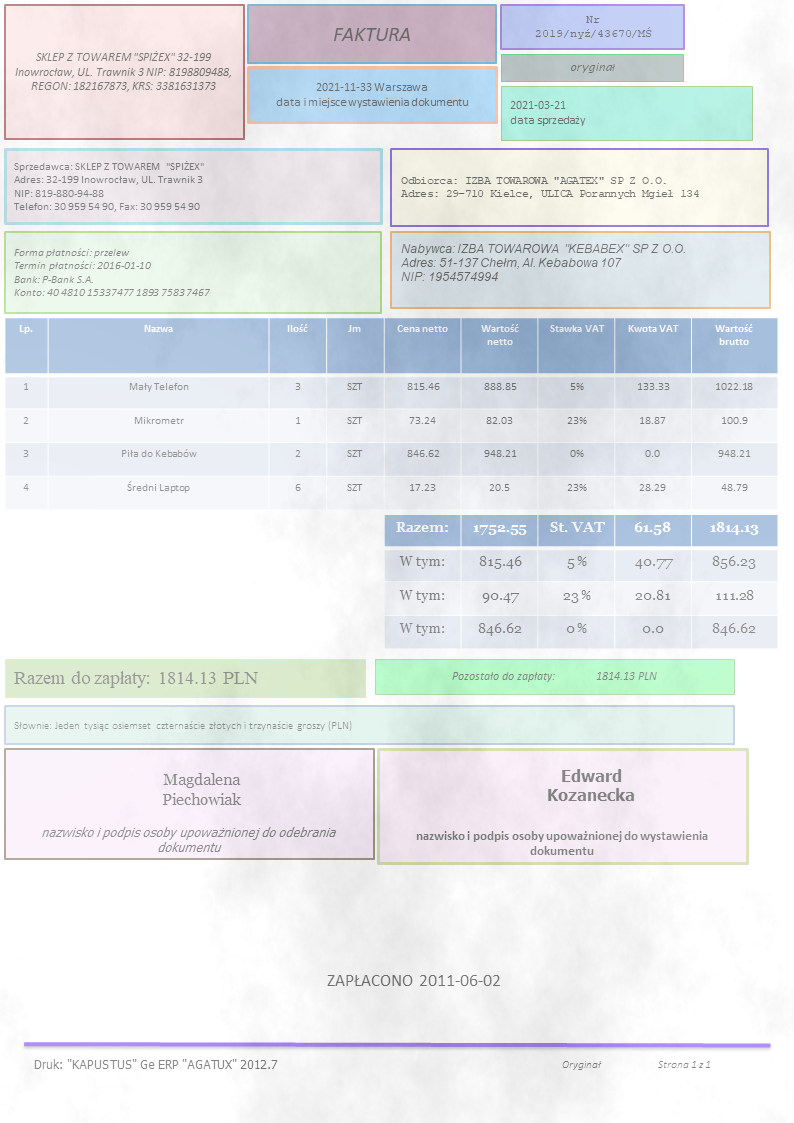 SKLEP Z TOWAREM "SPIŻEX" 32-199
Inowrocław, UL. Trawnik 3 NIP: 8198809488,
REGON: 182167873, KRS: 3381631373
FAKTURA
2021-11-33 Warszawa
data i miejsce wystawienia dokumentu
Nr
2019/nyż/43670/MŚ
oryginał
2021-03-21
data sprzedaży
Sprzedawca: SKLEP Z TOWAREM "SPIŻEX"
Adres: 32-199 Inowrocław, UL. Trawnik 3
NIP: 819-880-94-88
Telefon: 30 959 54 90, Fax: 30 959 54 90
Odbiorca: IZBA TOWAROWA "AGATEX" SP Z O.O.
Adres: 29-710 Kielce, ULICA Porannych Mgieł 134
Forma płatności: przelew
Termin płatności: 2016-01-10
Bank: P-Bank S.A.
Konto: 40 4810 15337477 1893 75837467
Nabywca: IZBA TOWAROWA "KEBABEX" SP Z O.O.
Adres: 51-137 Chełm, Al. Kebabowa 107
NIP: 1954574994
Lp. Nazwa Ilość Jm Cena netto Wartość netto Stawka VAT Kwota VAT Wartość brutto
1 Mały Telefon 3 SZT 815.46 888.85 5% 133.33 1022.18
2 Mikrometr 1 SZT 73.24 82.03 23% 18.87 100.9
3 Piła do Kebabów 2 SZT 846.62 948.21 0% 0.0 948.21
4 Średni Laptop 6 SZT 17.23 20.5 23% 28.29 48.79
Razem: 1752.55 St. VAT 61.58 1814.13
W tym: 815.46 5% 40.77 856.23
W tym: 90.47 23% 20.81 111.28
W tym: 846.62 0% 0.0 846.62
Razem do zapłaty: 1814.13 PLN
Pozostało do zapłaty: 1814.13 PLN
Słownie: Jeden tysiąc osiemset czternaście złotych i trzynaście groszy (PLN)
Magdalena
Piechowiak
nazwisko i podpis osoby upoważnionej do odebrania
dokumentu
Edward
Kozanecka
nazwisko i podpis osoby upoważnionej do wystawienia
dokumentu
ZAPŁACONO 2011-06-02
Druk: "KAPUSTUS" Ge ERP "AGATUX" 2012.7
Oryginał Strona 1 z 1